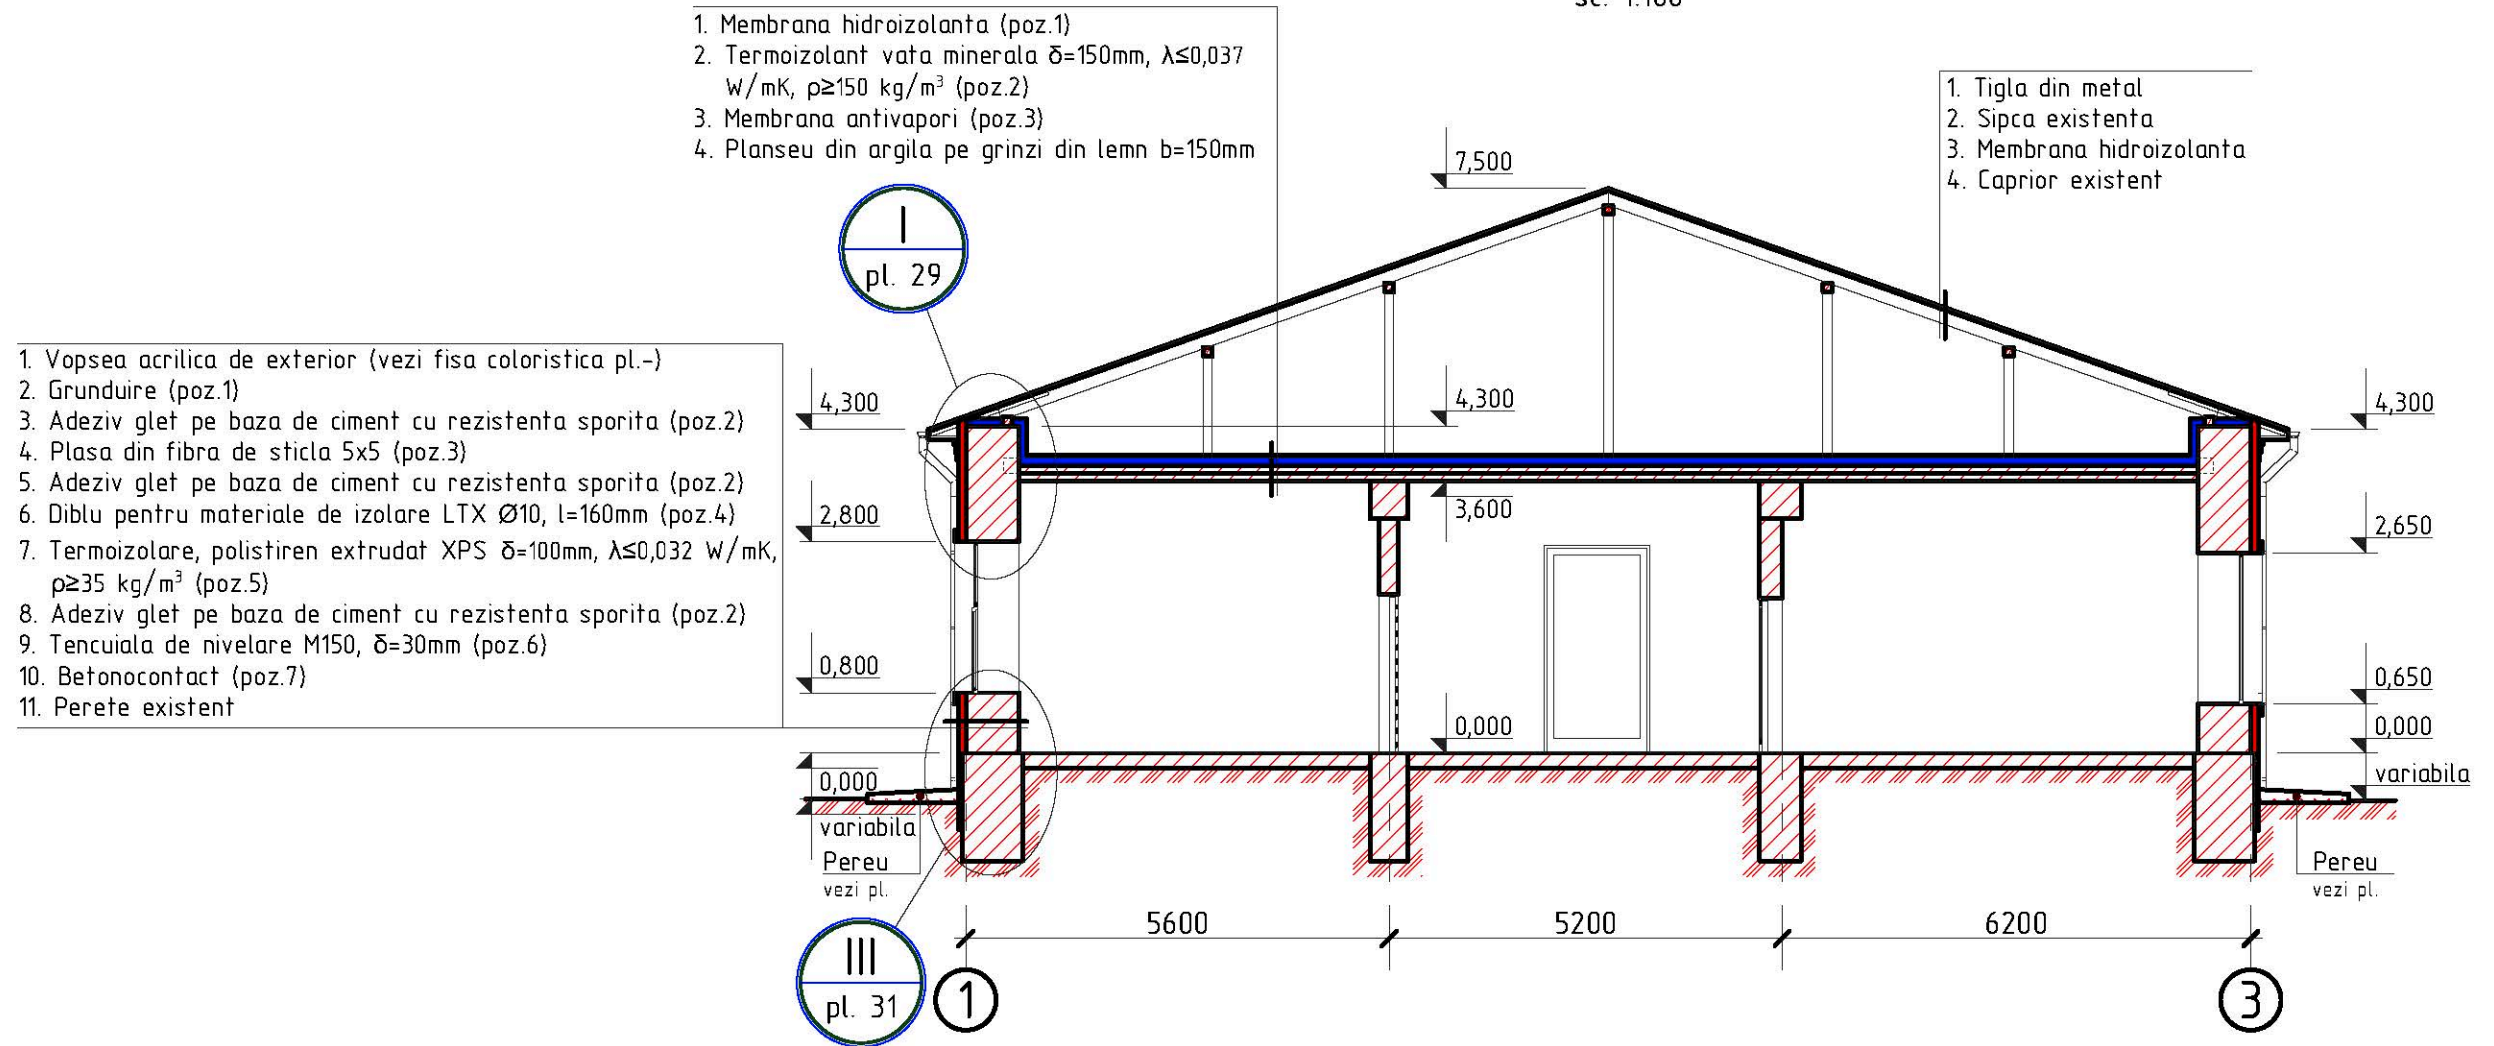 sc. 1:100
1. Membrana hidroizolanta (poz.1)
2. Termoizolant vata minerala δ=150mm, λ≤0,037
W/mK, ρ≥150 kg/m³ (poz.2)
3. Membrana antivapori (poz.3)
4. Planseu din argila pe grinzi din lemn b=150mm
1. Tigla din metal
2. Sipca existenta
3. Membrana hidroizolanta
4. Caprior existent
7,500
I
pl. 29
1. Vopsea acrilica de exterior (vezi fisa coloristica pl.-)
2. Grunduire (poz.1)
3. Adeziv glet pe baza de ciment cu rezistenta sporita (poz.2)
4. Plasa din fibra de sticla 5x5 (poz.3)
5. Adeziv glet pe baza de ciment cu rezistenta sporita (poz.2)
6. Diblu pentru materiale de izolare LTX Ø10, l=160mm (poz.4)
7. Termoizolare, polistiren extrudat XPS δ=100mm, λ≤0,032 W/mK,
ρ≥35 kg/m³ (poz.5)
8. Adeziv glet pe baza de ciment cu rezistenta sporita (poz.2)
9. Tencuiala de nivelare M150, δ=30mm (poz.6)
10. Betonocontact (poz.7)
11. Perete existent
4,300
2,800
0,800
0,000
variabila
Pereu
vezi pl.
4,300
3,600
0,000
4,300
2,650
0,650
0,000
variabila
Pereu
vezi pl.
5600
5200
6200
III
pl. 31
1
3